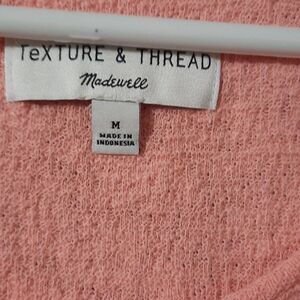 TeXTURE & THREAD
Madewell
M
MADE IN
INDONESIA